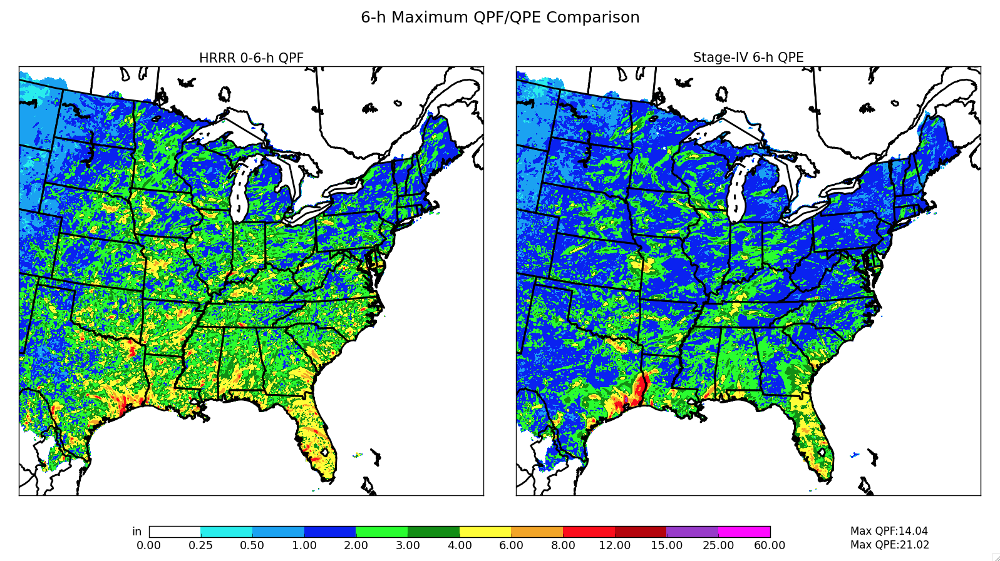 6-h Maximum QPF/QPE Comparison
HRRR 0-6-h QPF
Stage-IV 6-h QPE
in
0.00 0.25 0.50 1.00 2.00 3.00 4.00 6.00 8.00 12.00 15.00 25.00 60.00
Max QPF:14.04
Max QPE:21.02